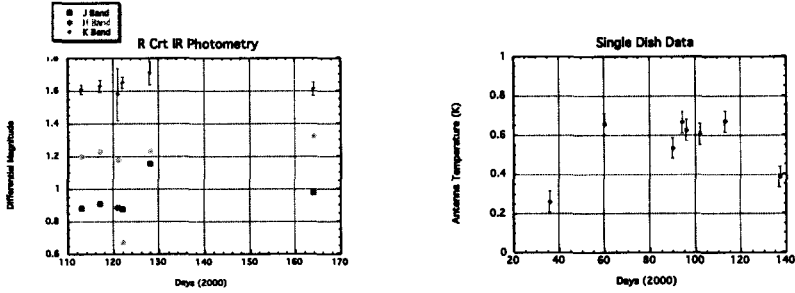 J Band
H Band
K Band
R Crt IR Photometry
1.8
1.6
1.4
1.2
1
0.8
0.6
110 120 130 140 150 160 170
Differential Magnitude
Days (2000)
Single Dish Data
1
0.8
0.6
0.4
0.2
0
20 40 60 80 100 120 140
Antenna Temperature (K)
Days (2000)